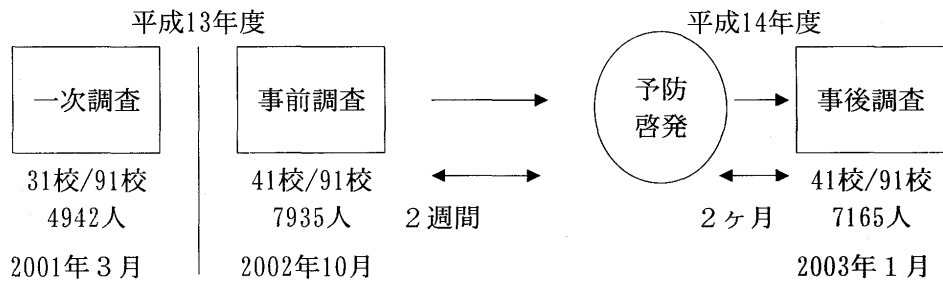 平成13年度
平成14年度
一次調査
事前調査
予防
啓発
事後調査
31校/91校
41校/91校
41校/91校
4942人
7935人
2週間
2ヶ月
7165人
2001年3月
2002年10月
2003年1月